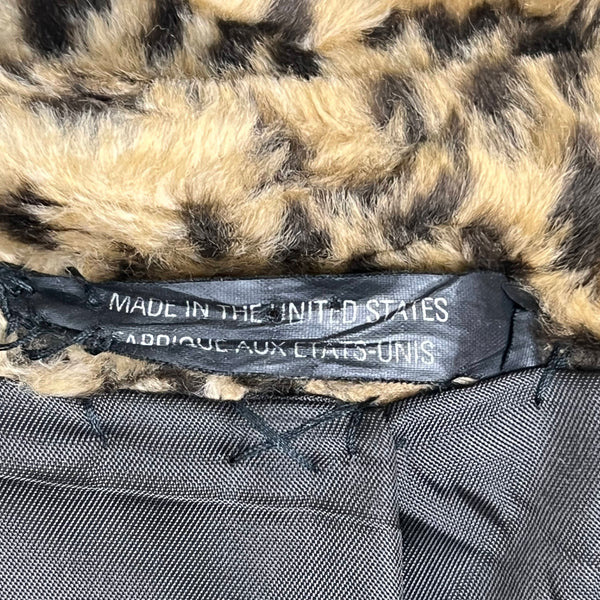 MADE IN THE UNITED STATES
FABRIQUE AUX ETATS-UNIS